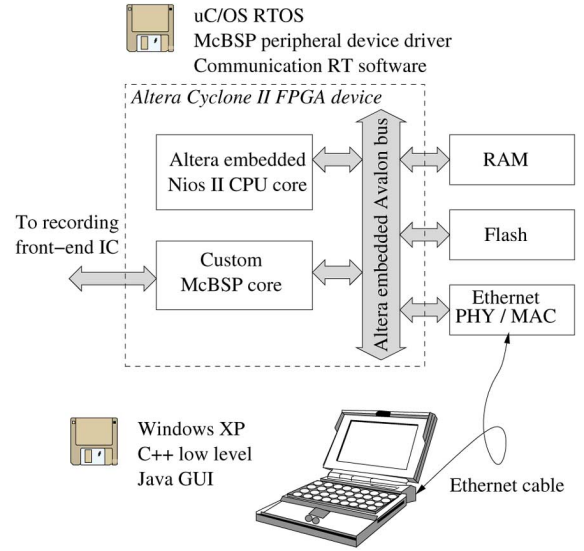 uC/OS RTOS
McBSP peripheral device driver
Communication RT software
Altera Cyclone II FPGA device
Altera embedded
Nios II CPU core
Altera embedded Avalon bus
RAM
To recording
front−end IC
Custom
McBSP core
Flash
Ethernet
PHY / MAC
Windows XP
C++ low level
Java GUI
Ethernet cable